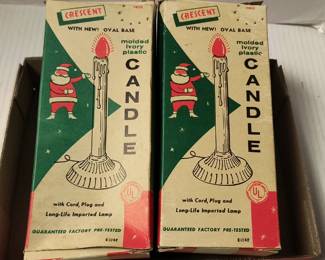 CRESCENT
WITH NEW! OVAL BASE
molded
ivory
plastic
CANDLE
UL
with Cord, Plug and
Long-Life Imported Lamp
GUARANTEED FACTORY PRE-TESTED
CRESCENT
WITH NEW! OVAL BASE
molded
ivory
plastic
CANDLE
UL
with Cord, Plug and
Long-Life Imported Lamp
GUARANTEED FACTORY PRE-TESTED